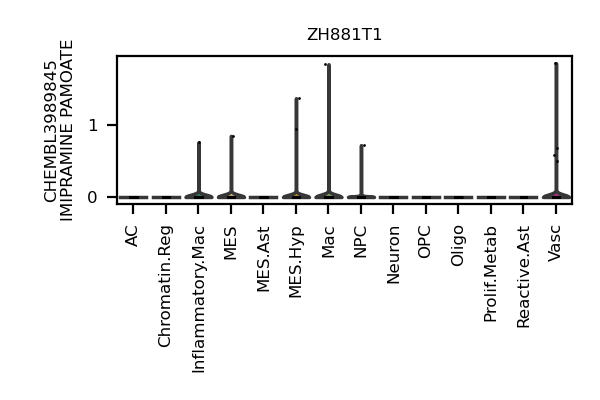 ZH881T1
CHEMBL3989845
IMIPRAMINE PAMOATE
1
0
AC
Chromatin.Reg
Inflammatory.Mac
MES
MES.Ast
MES.Hyp
Mac
NPC
Neuron
OPC
Oligo
Prolif.Metab
Reactive.Ast
Vasc